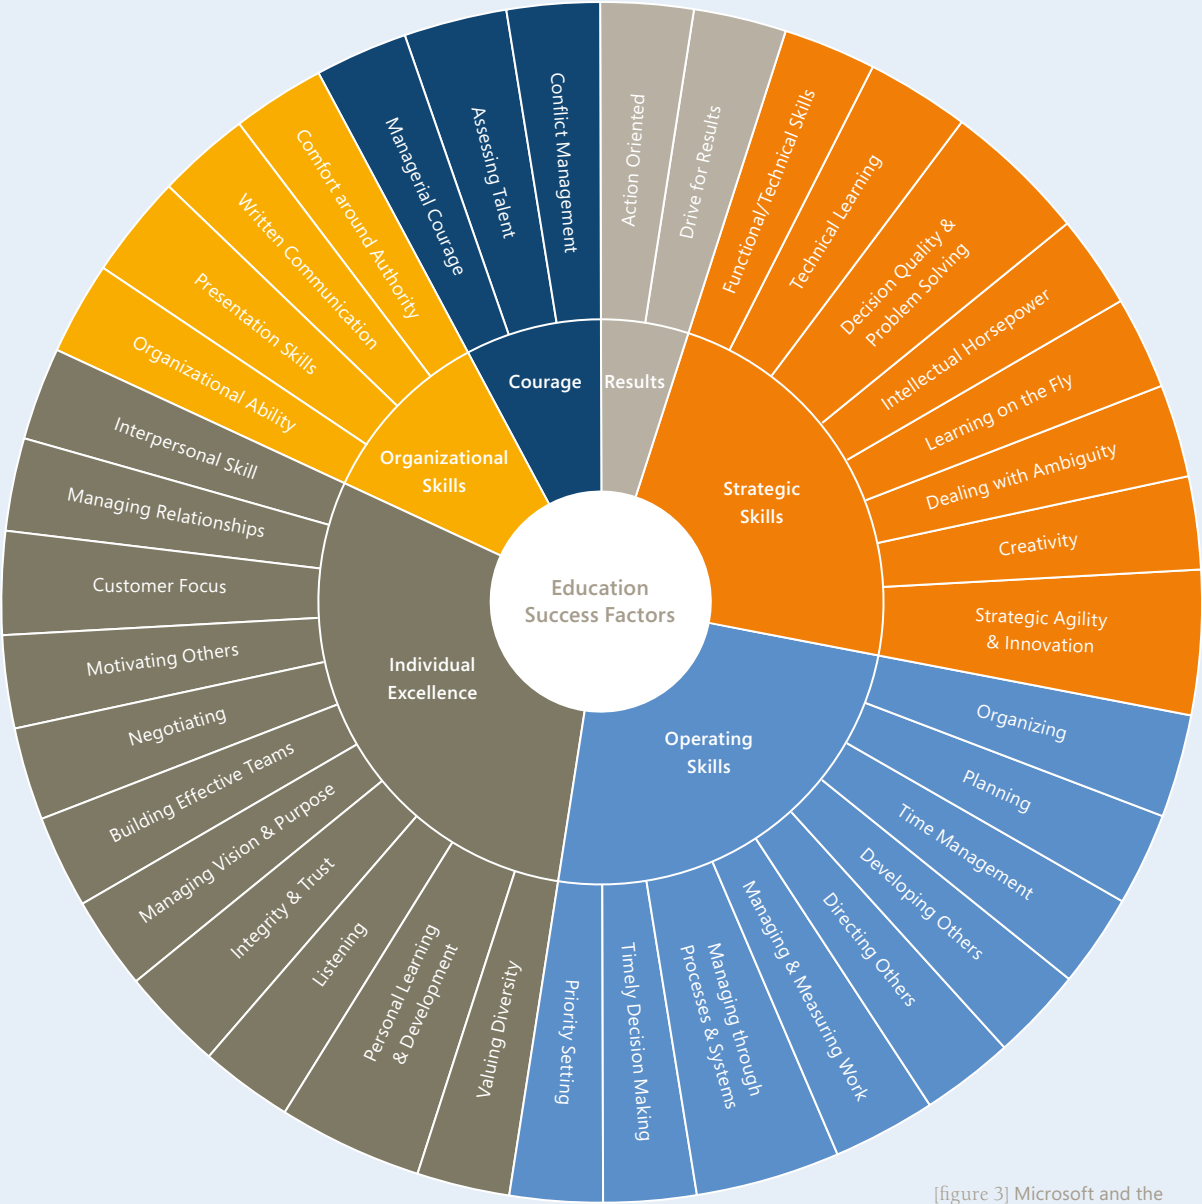 Education
Success Factors
Results
Action Oriented
Drive for Results
Strategic
Skills
Functional/Technical Skills
Technical Learning
Decision Quality &
Problem Solving
Intellectual Horsepower
Learning on the Fly
Dealing with Ambiguity
Creativity
Strategic Agility
& Innovation
Operating
Skills
Organizing
Planning
Time Management
Developing Others
Directing Others
Managing & Measuring Work
Managing through
Processes & Systems
Timely Decision Making
Priority Setting
Individual
Excellence
Valuing Diversity
Personal Learning
& Development
Listening
Integrity & Trust
Managing Vision & Purpose
Building Effective Teams
Negotiating
Motivating Others
Customer Focus
Managing Relationships
Interpersonal Skill
Organizational
Skills
Organizational Ability
Presentation Skills
Written Communication
Comfort around Authority
Courage
Managerial Courage
Assessing Talent
Conflict Management
[figure 3] Microsoft and the